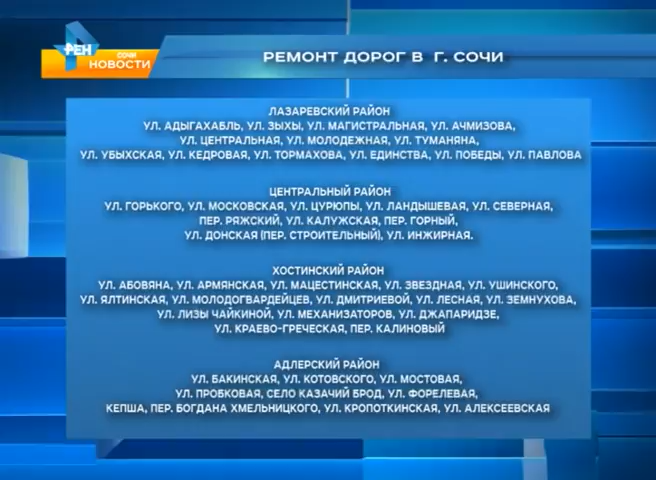 РЕН
СОЧИ
НОВОСТИ
РЕМОНТ ДОРОГ В Г. СОЧИ
ЛАЗАРЕВСКИЙ РАЙОН
УЛ. АДЫГАХАБЛЬ, УЛ. ЗЫХЫ, УЛ. МАГИСТРАЛЬНАЯ, УЛ. АЧМИЗОВА,
УЛ. ЦЕНТРАЛЬНАЯ, УЛ. МОЛОДЕЖНАЯ, УЛ. ТУМАНЯНА,
УЛ. УБЫХСКАЯ, УЛ. КЕДРОВАЯ, УЛ. ТОРМАХОВА, УЛ. ЕДИНСТВА, УЛ. ПОБЕДЫ, УЛ. ПАВЛОВА
ЦЕНТРАЛЬНЫЙ РАЙОН
УЛ. ГОРЬКОГО, УЛ. МОСКОВСКАЯ, УЛ. ЦУРЮПЫ, УЛ. ЛАНДЫШЕВАЯ, УЛ. СЕВЕРНАЯ,
ПЕР. РЯЖСКИЙ, УЛ. КАЛУЖСКАЯ, ПЕР. ГОРНЫЙ,
УЛ. ДОНСКАЯ (ПЕР. СТРОИТЕЛЬНЫЙ), УЛ. ИНЖИРНАЯ.
ХОСТИНСКИЙ РАЙОН
УЛ. АБОВЯНА, УЛ. АРМЯНСКАЯ, УЛ. МАЦЕСТИНСКАЯ, УЛ. ЗВЕЗДНАЯ, УЛ. УШИНСКОГО,
УЛ. ЯЛТИНСКАЯ, УЛ. МОЛОДОГВАРДЕЙЦЕВ, УЛ. ДМИТРИЕВОЙ, УЛ. ЛЕСНАЯ, УЛ. ЗЕМНУХОВА,
УЛ. ЛИЗЫ ЧАЙКИНОЙ, УЛ. МЕХАНИЗАТОРОВ, УЛ. ДЖАПАРИДЗЕ,
УЛ. КРАЕВО-ГРЕЧЕСКАЯ, ПЕР. КАЛИНОВЫЙ
АДЛЕРСКИЙ РАЙОН
УЛ. БАКИНСКАЯ, УЛ. КОТОВСКОГО, УЛ. МОСТОВАЯ,
УЛ. ПРОБКОВАЯ, СЕЛО КАЗАЧИЙ БРОД, УЛ. ФОРЕЛЕВАЯ,
КЕПША, ПЕР. БОГДАНА ХМЕЛЬНИЦКОГО, УЛ. КРОПОТКИНСКАЯ, УЛ. АЛЕКСЕЕВСКАЯ